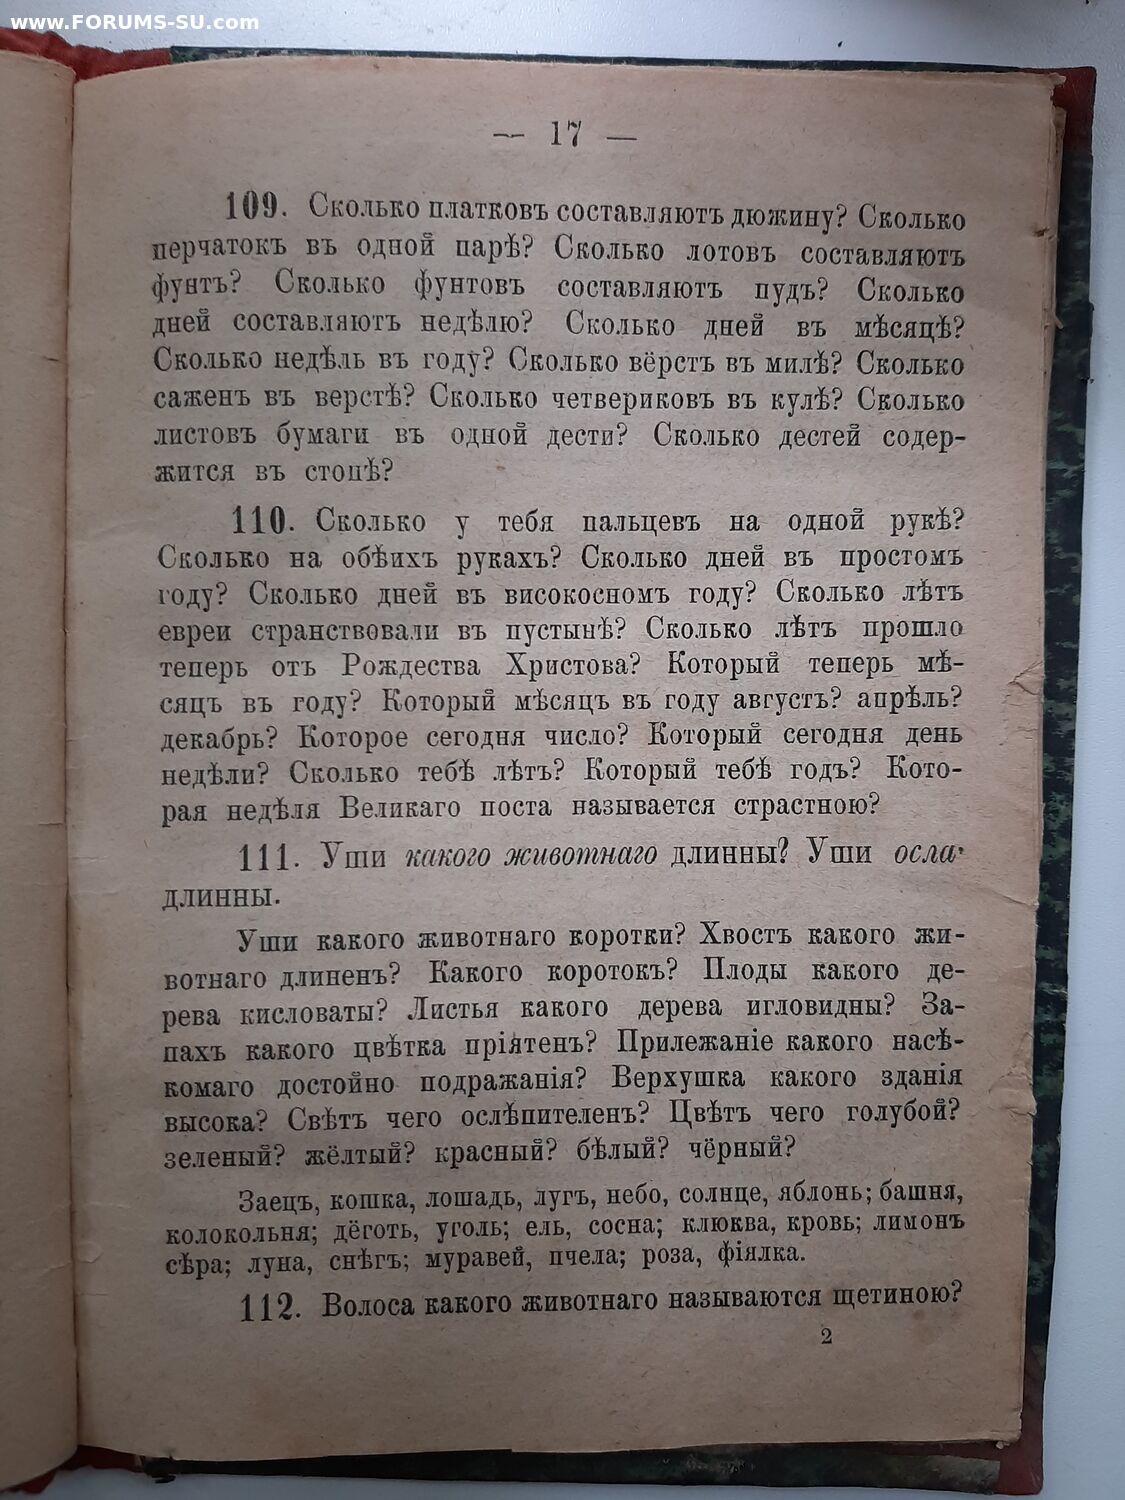 www.FORUMS-SU.com
— 17 —
109. Сколько платковъ составляютъ дюжину? Сколько
перчатокъ въ одной парѣ? Сколько лотовъ составляютъ
фунтъ? Сколько фунтовъ составляютъ пудъ? Сколько
дней составляютъ недѣлю? Сколько дней въ мѣсяцѣ?
Сколько недѣль въ году? Сколько вёрстъ въ милѣ? Сколько
саженъ въ верстѣ? Сколько четвериковъ въ кулѣ? Сколько
листовъ бумаги въ одной дести? Сколько дестей содер-
жится въ стопѣ?
110. Сколько у тебя пальцевъ на одной рукѣ?
Сколько на обѣихъ рукахъ? Сколько дней въ простомъ
году? Сколько дней въ високосномъ году? Сколько лѣтъ
евреи странствовали въ пустынѣ? Сколько лѣтъ прошло
теперь отъ Рождества Христова? Который теперь мѣ-
сяцъ въ году? Который мѣсяцъ въ году августъ? апрѣль?
декабрь? Которое сегодня число? Который сегодня день
недѣли? Сколько тебѣ лѣтъ? Который тебѣ годъ? Кото-
рая недѣля Великаго поста называется страстною?
111. Уши какого животнаго длинны? Уши осла
длинны.
Уши какого животнаго коротки? Хвостъ какого жи-
вотнаго длиненъ? Какого коротокъ? Плоды какого де-
рева кисловаты? Листья какого дерева игловидны? За-
пахъ какого цвѣтка пріятенъ? Прилежаніе какого насѣ-
комаго достойно подражанія? Верхушка какого зданія
высока? Свѣтъ чего ослѣпителенъ? Цвѣтъ чего голубой?
зеленый? жёлтый? красный? бѣлый? чёрный?
Заецъ, кошка, лошадь, лугъ, небо, солнце, яблонь; башня,
колокольня; дёготь, уголь; ель, сосна; клюква, кровь; лимонъ
сѣра; луна, снѣгъ; муравей, пчела; роза, фіялка.
112. Волоса какого животнаго называются щетиною?
2